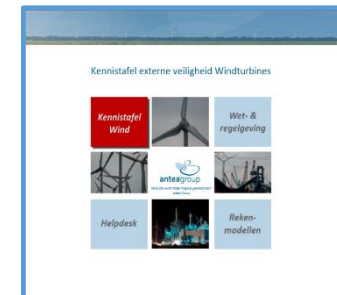 Kennistafel externe veiligheid Windturbines
Kennistafel
Wind
Wet- &
regelgeving
anteagroup
Helpdesk
Reken-
modellen